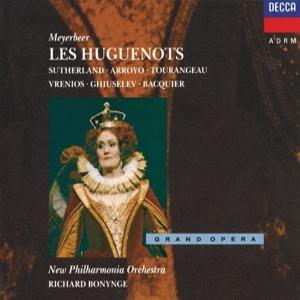 DECCA
ADRM
Meyerbeer
LES HUGUENOTS
SUTHERLAND · ARROYO · TOURANGEAU
VRENIOS · GHIUSELEV · BACQUIER
GRAND OPERA
New Philharmonia Orchestra
RICHARD BONYNGE